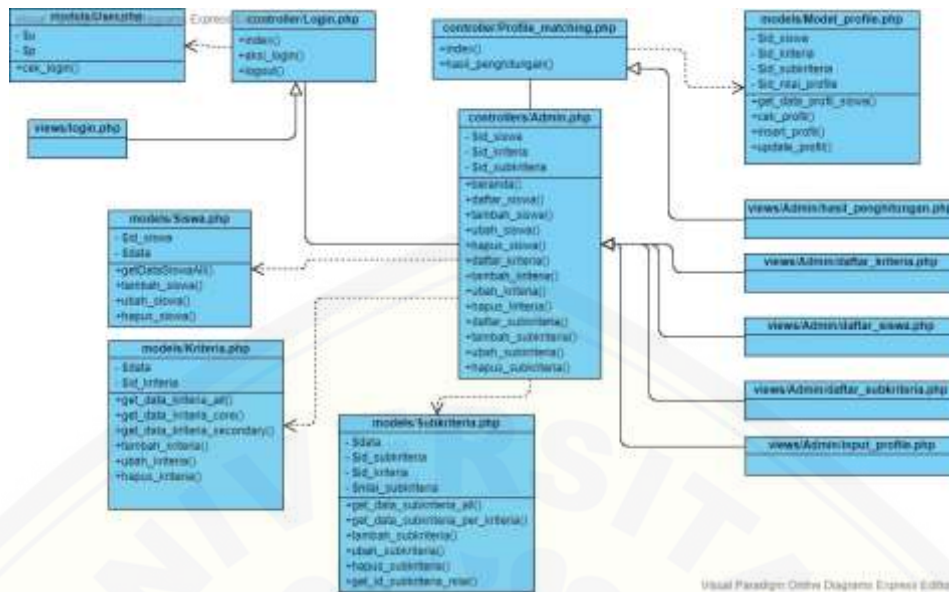 models/User.php
- $u
- $p
+cek_login()
Express
controller/Login.php
+index()
+aksi_login()
+logout()
views/login.php
controller/Profile_matching.php
+index()
+hasil_penghitungan()
models/Model_profile.php
- $id_siswa
- $id_kriteria
- $id_subkriteria
- $id_nilai_profile
+get_data_profil_siswa()
+cek_profil()
+insert_profil()
+update_profil()
controllers/Admin.php
- $id_siswa
- $id_kriteria
- $id_subkriteria
+beranda()
+daftar_siswa()
+tambah_siswa()
+ubah_siswa()
+hapus_siswa()
+daftar_kriteria()
+tambah_kriteria()
+ubah_kriteria()
+hapus_kriteria()
+daftar_subkriteria()
+tambah_subkriteria()
+ubah_subkriteria()
+hapus_subkriteria()
models/Siswa.php
- $id_siswa
- $data
+getDataSiswaAll()
+tambah_siswa()
+ubah_siswa()
+hapus_siswa()
models/Kriteria.php
- $data
- $id_kriteria
+get_data_kriteria_all()
+get_data_kriteria_core()
+get_data_kriteria_secondary()
+tambah_kriteria()
+ubah_kriteria()
+hapus_kriteria()
models/Subkriteria.php
- $data
- $id_subkriteria
- $id_kriteria
- $nilai_subkriteria
+get_data_subkriteria_all()
+get_data_subkriteria_per_kriteria()
+tambah_subkriteria()
+ubah_subkriteria()
+hapus_subkriteria()
+get_id_subkriteria_nilai()
views/Admin/hasil_penghitungan.php
views/Admin/daftar_kriteria.php
views/Admin/daftar_siswa.php
views/Admin/daftar_subkriteria.php
views/Admin/input_profile.php
UNIVERSITA
Visual Paradigm Online Diagrams Express Edition